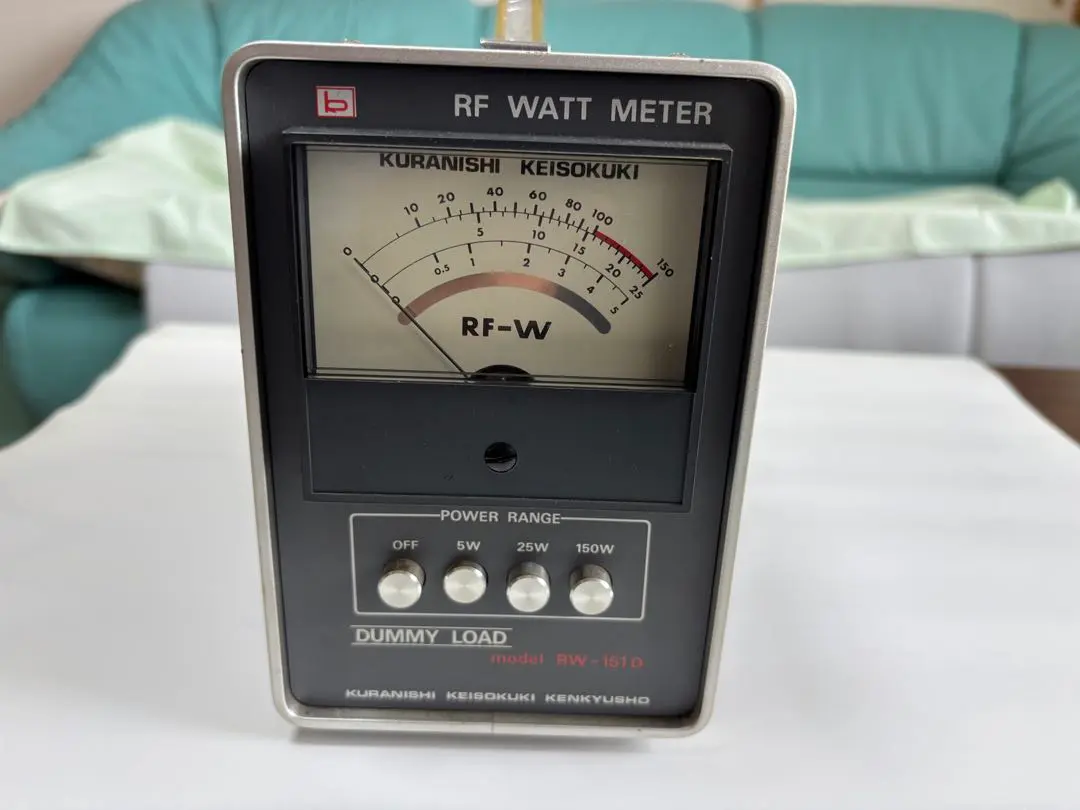 RF WATT METER
KURANISHI KEISOKUKI
0 10 20 40 60 80 100 150
0 5 10 15 20 25
0 0.5 1 2 3 4 5
RF-W
POWER RANGE
OFF 5W 25W 150W
DUMMY LOAD
model RW-151D
KURANISHI KEISOKUKI KENKYUSHO